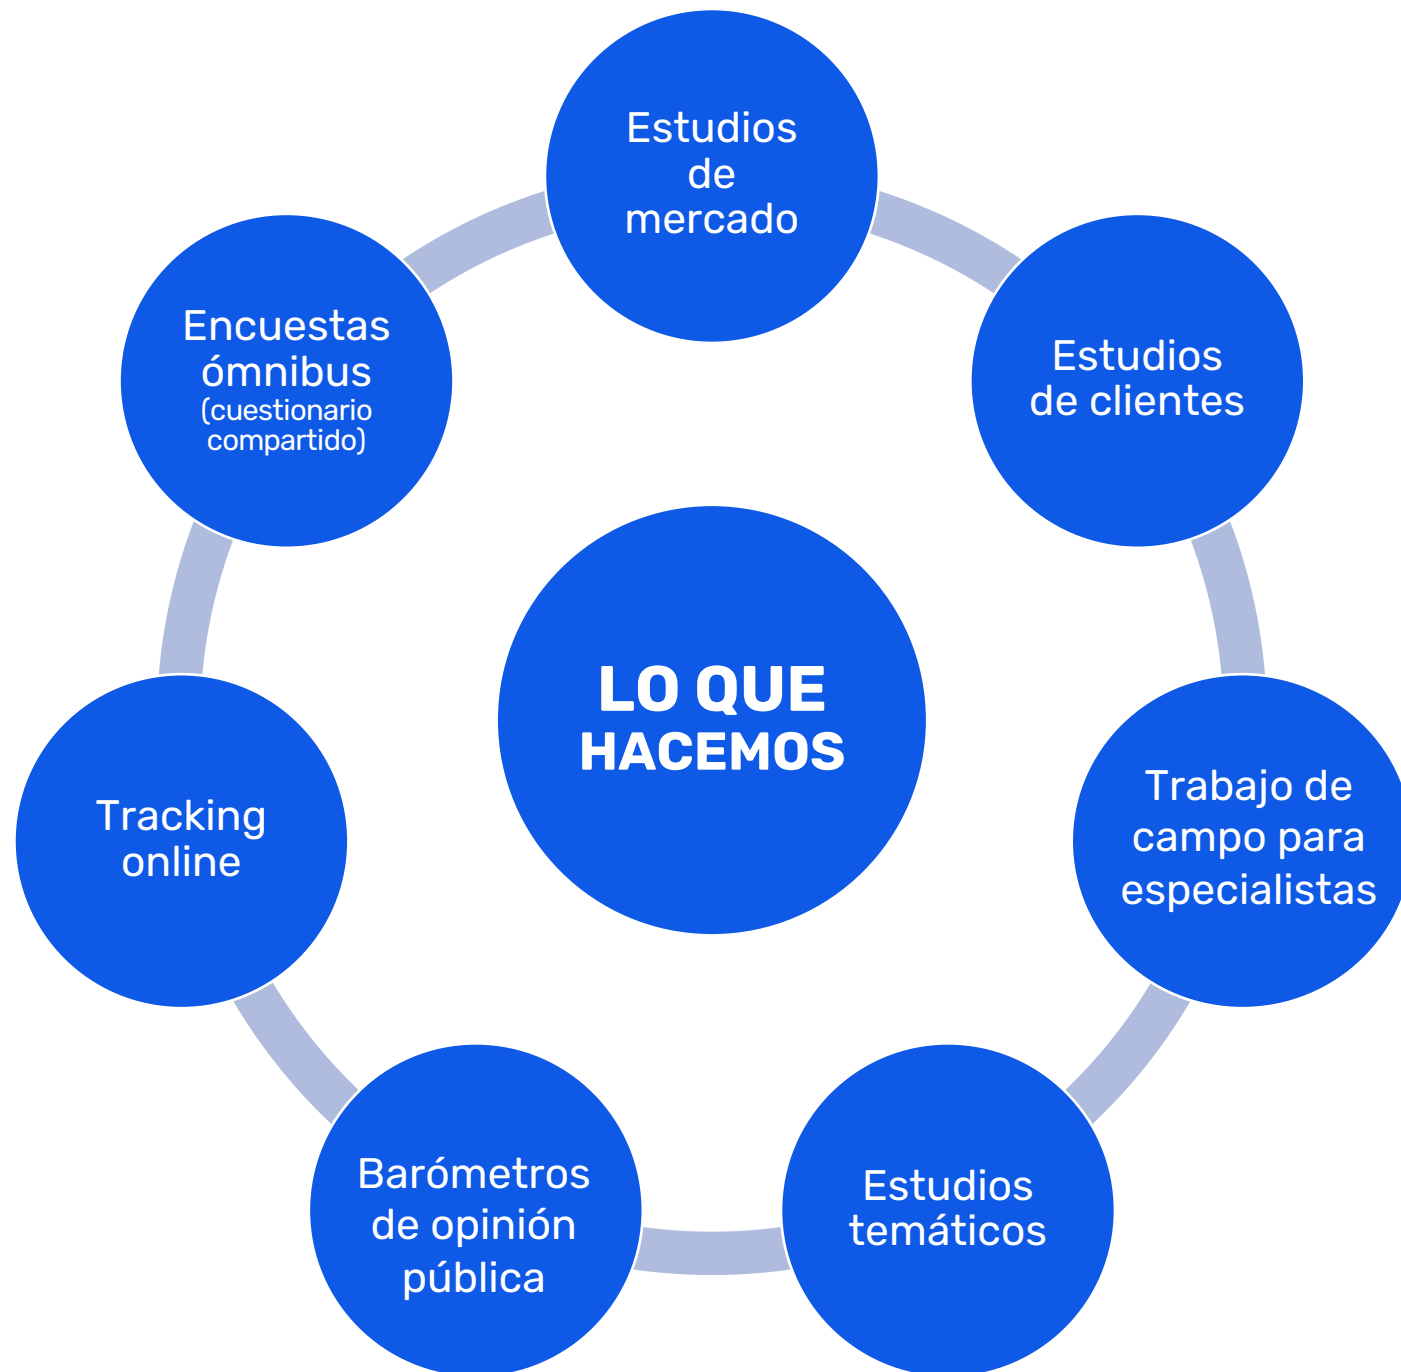 Estudios
de
mercado
Estudios
de clientes
Trabajo de
campo para
especialistas
Estudios
temáticos
Barómetros
de opinión
pública
Tracking
online
Encuestas
ómnibus
(cuestionario
compartido)
LO QUE
HACEMOS